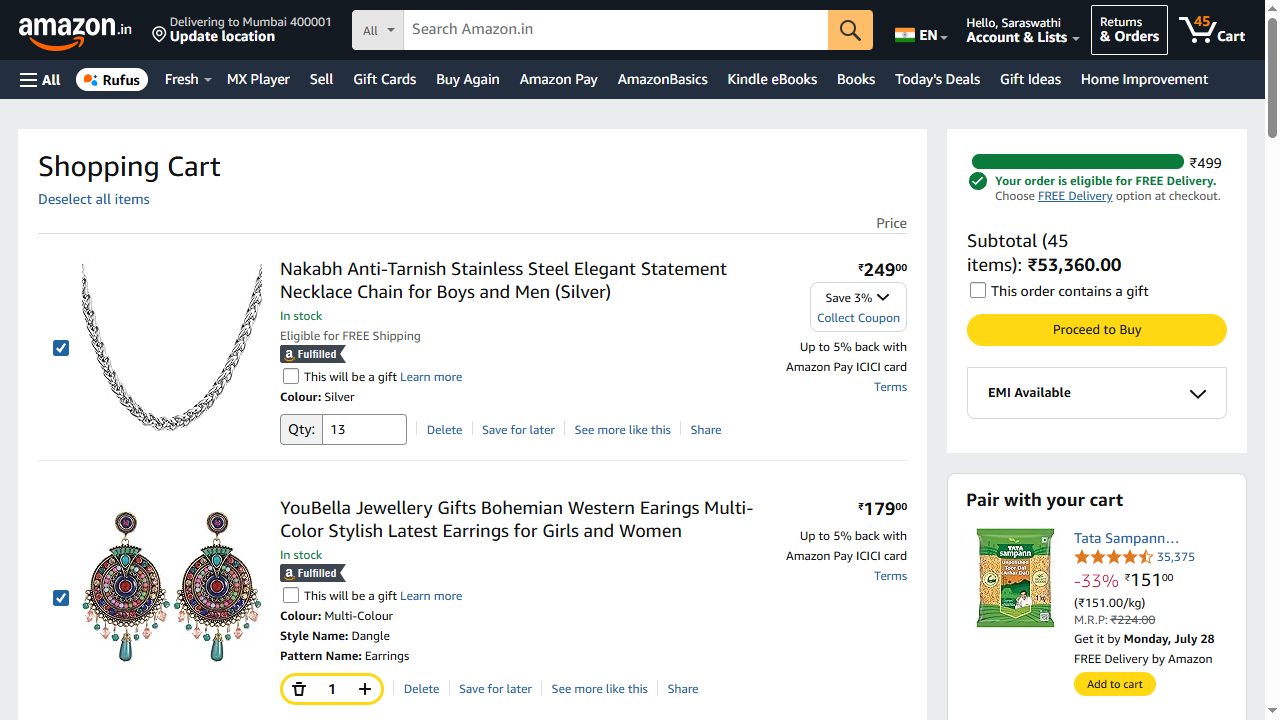 amazon.in
Delivering to Mumbai 400001
Update location
All
Search Amazon.in
EN
Hello, Saraswathi
Account & Lists
Returns
& Orders
45
Cart
All
Rufus
Fresh
MX Player
Sell
Gift Cards
Buy Again
Amazon Pay
AmazonBasics
Kindle eBooks
Books
Today's Deals
Gift Ideas
Home Improvement
Shopping Cart
Deselect all items
Price
Nakabh Anti-Tarnish Stainless Steel Elegant Statement
Necklace Chain for Boys and Men (Silver)
In stock
Eligible for FREE Shipping
a Fulfilled
This will be a gift Learn more
Colour: Silver
Qty: 13
Delete
Save for later
See more like this
Share
₹24900
Save 3%
Collect Coupon
Up to 5% back with
Amazon Pay ICICI card
Terms
YouBella Jewellery Gifts Bohemian Western Earings Multi-
Color Stylish Latest Earrings for Girls and Women
In stock
a Fulfilled
This will be a gift Learn more
Colour: Multi-Colour
Style Name: Dangle
Pattern Name: Earrings
1
Delete
Save for later
See more like this
Share
₹17900
Up to 5% back with
Amazon Pay ICICI card
Terms
₹499
Your order is eligible for FREE Delivery.
Choose FREE Delivery option at checkout.
Subtotal (45
items): ₹53,360.00
This order contains a gift
Proceed to Buy
EMI Available
Pair with your cart
TATA
sampann
Unpolished
Toor Dal
Arhar Dal
Tata Sampann…
35,375
-33% ₹15100
(₹151.00/kg)
M.R.P: ₹224.00
Get it by Monday, July 28
FREE Delivery by Amazon
Add to cart